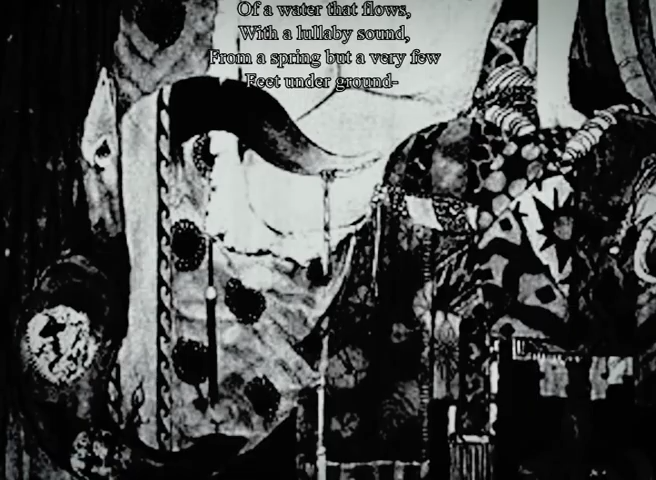 Of a water that flows,
With a lullaby sound,
From a spring but a very few
Feet under ground-